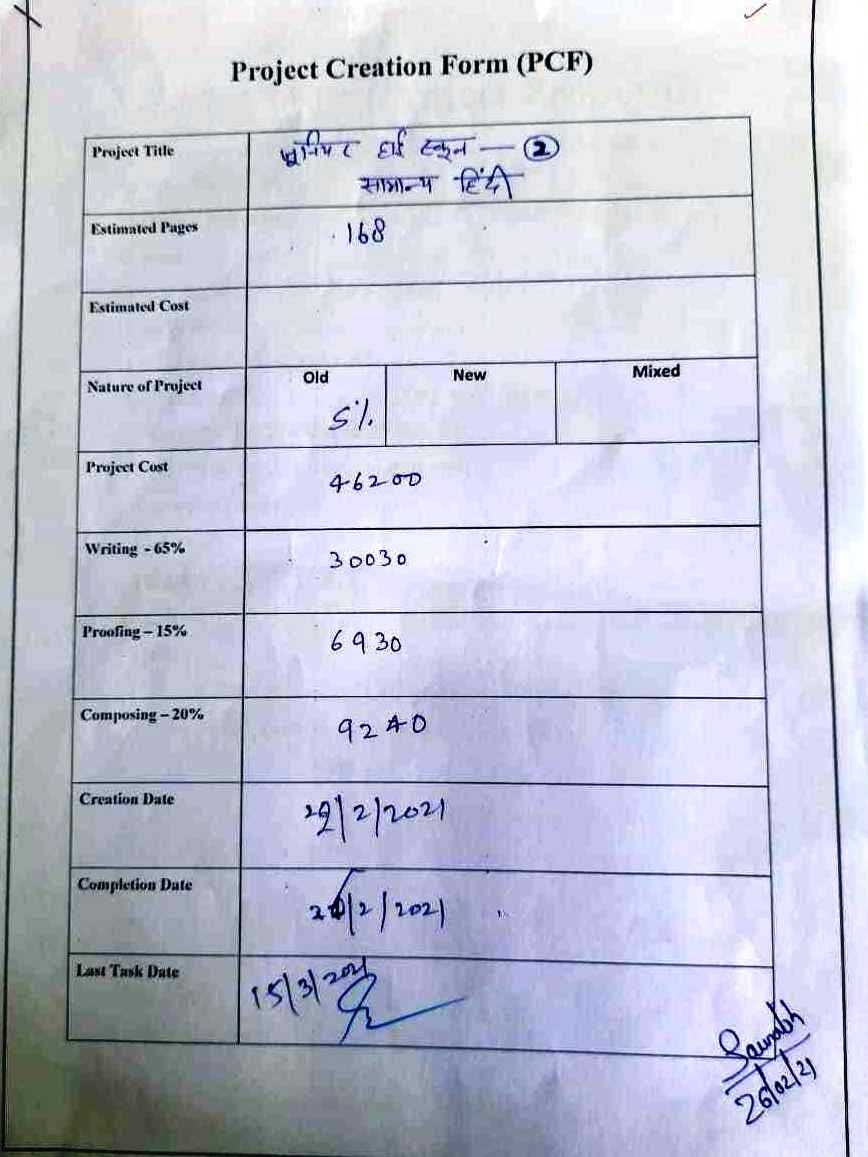 Project Creation Form (PCF)
Project Title
जूनियर हाई स्कूल — 2
सामान्य हिंदी
Estimated Pages
168
Estimated Cost
Nature of Project
Old
New
Mixed
5%
Project Cost
46200
Writing - 65%
30030
Proofing – 15%
6930
Composing – 20%
9240
Creation Date
/2/2021
Completion Date
/2/2021
Last Task Date
15/3/2021
Saurabh
26/02/21